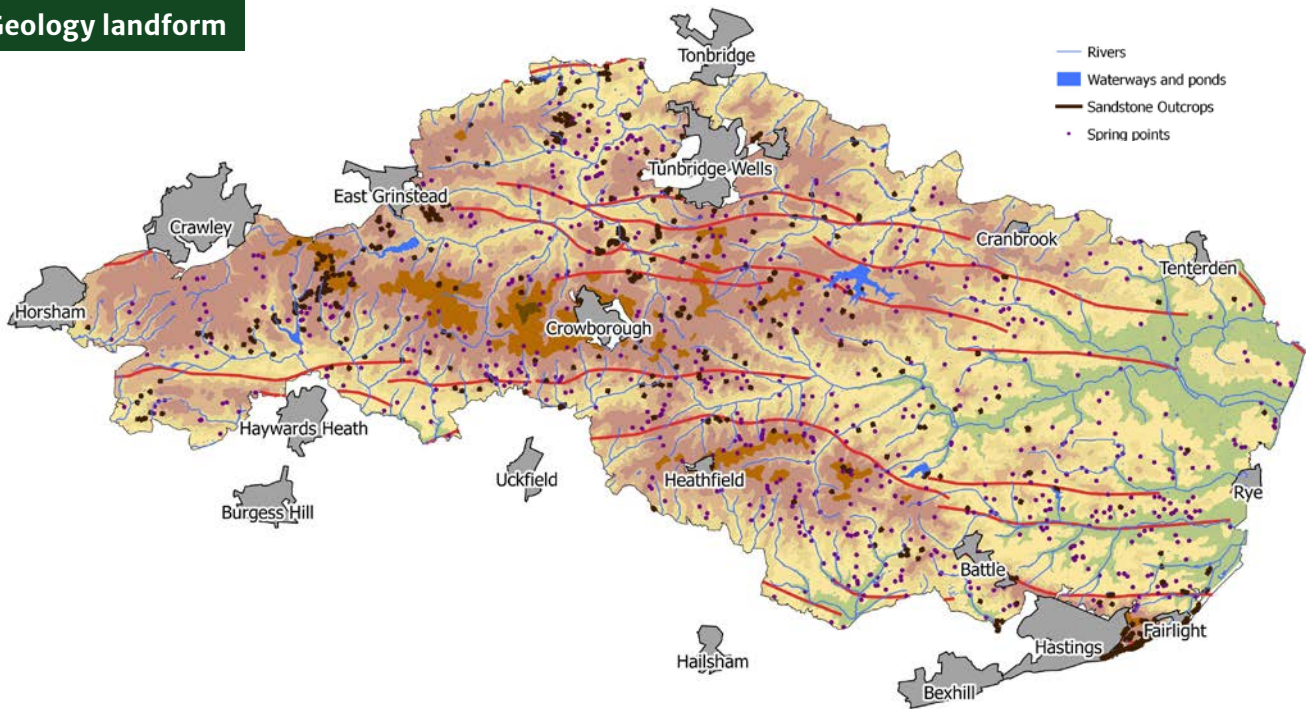 Geology landform
Tonbridge
Rivers
Waterways and ponds
Sandstone Outcrops
Spring points
Tunbridge Wells
East Grinstead
Crawley
Cranbrook
Tenterden
Horsham
Crowborough
Haywards Heath
Uckfield
Heathfield
Rye
Burgess Hill
Battle
Fairlight
Hastings
Hailsham
Bexhill